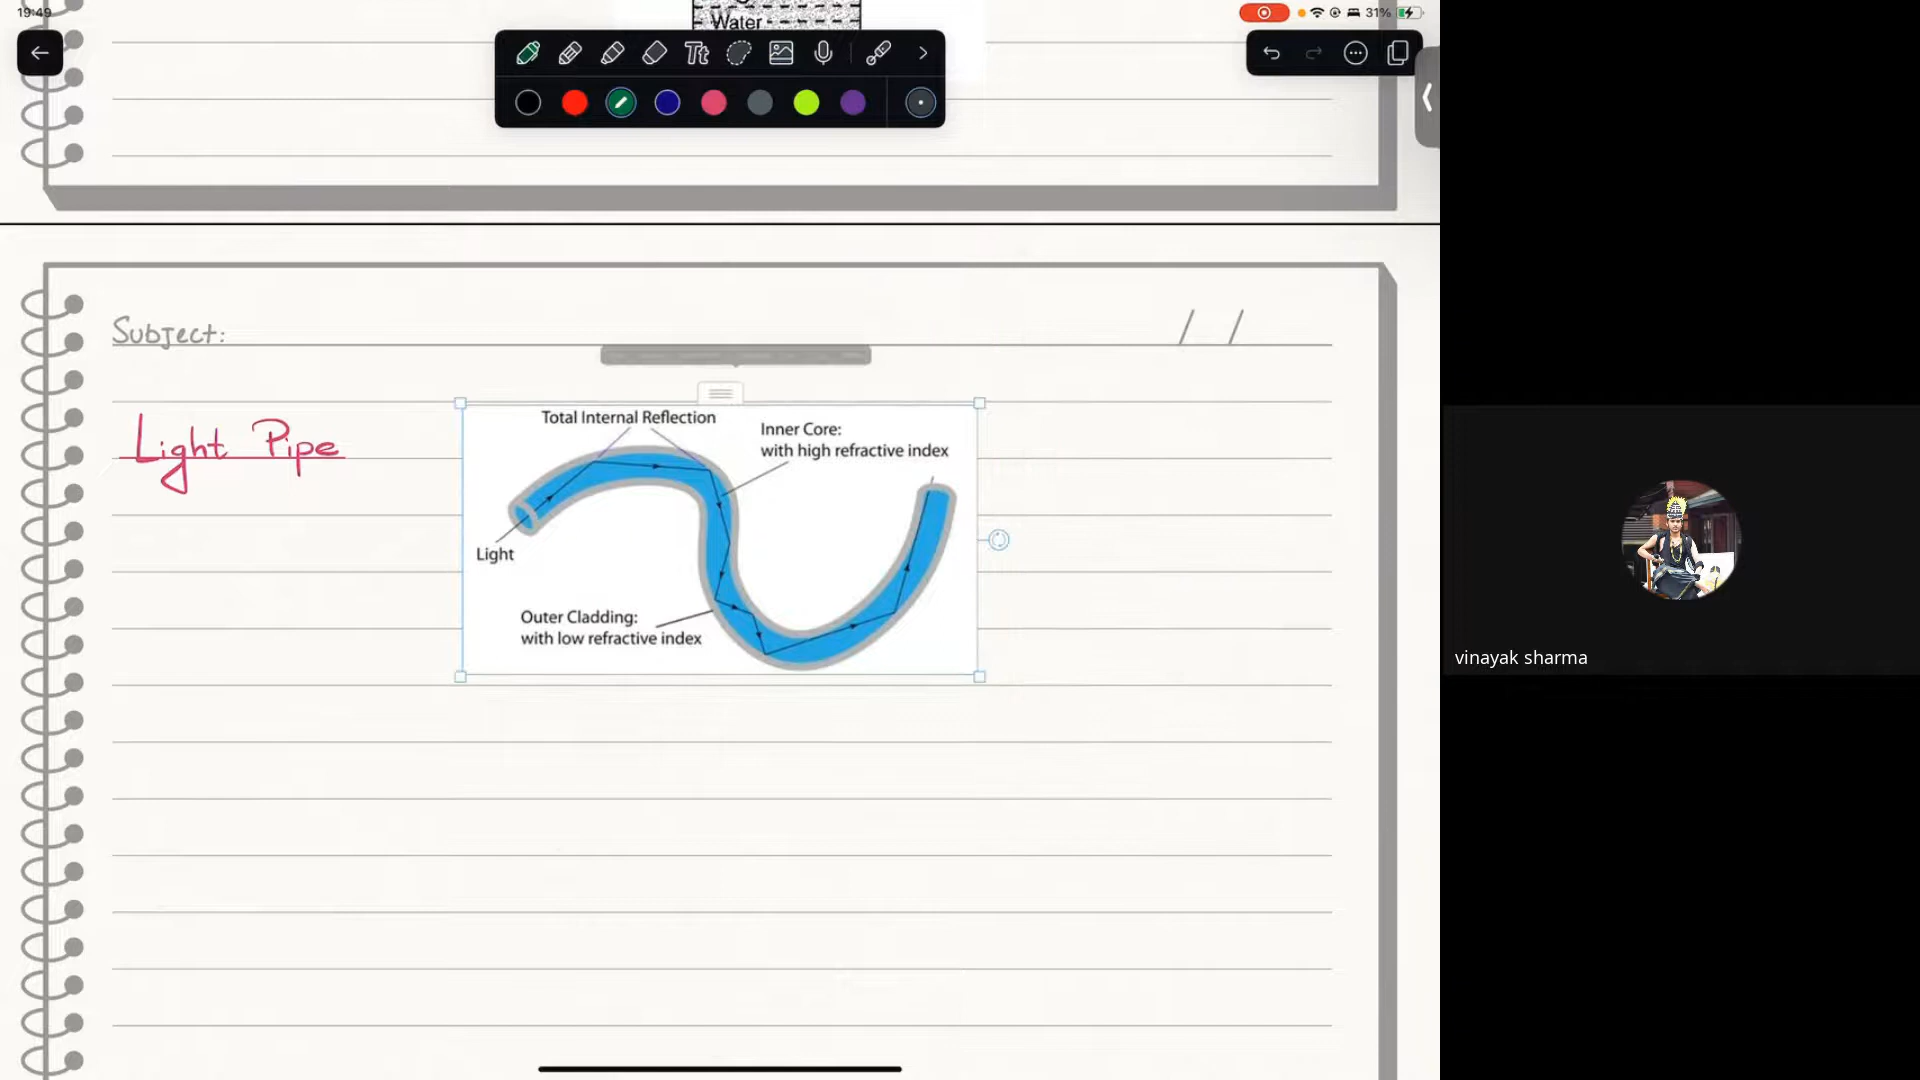 19:49
31%
Water
Tt
Subject:
/ /
Light Pipe
Total Internal Reflection
Inner Core:
with high refractive index
Light
Outer Cladding:
with low refractive index
vinayak sharma